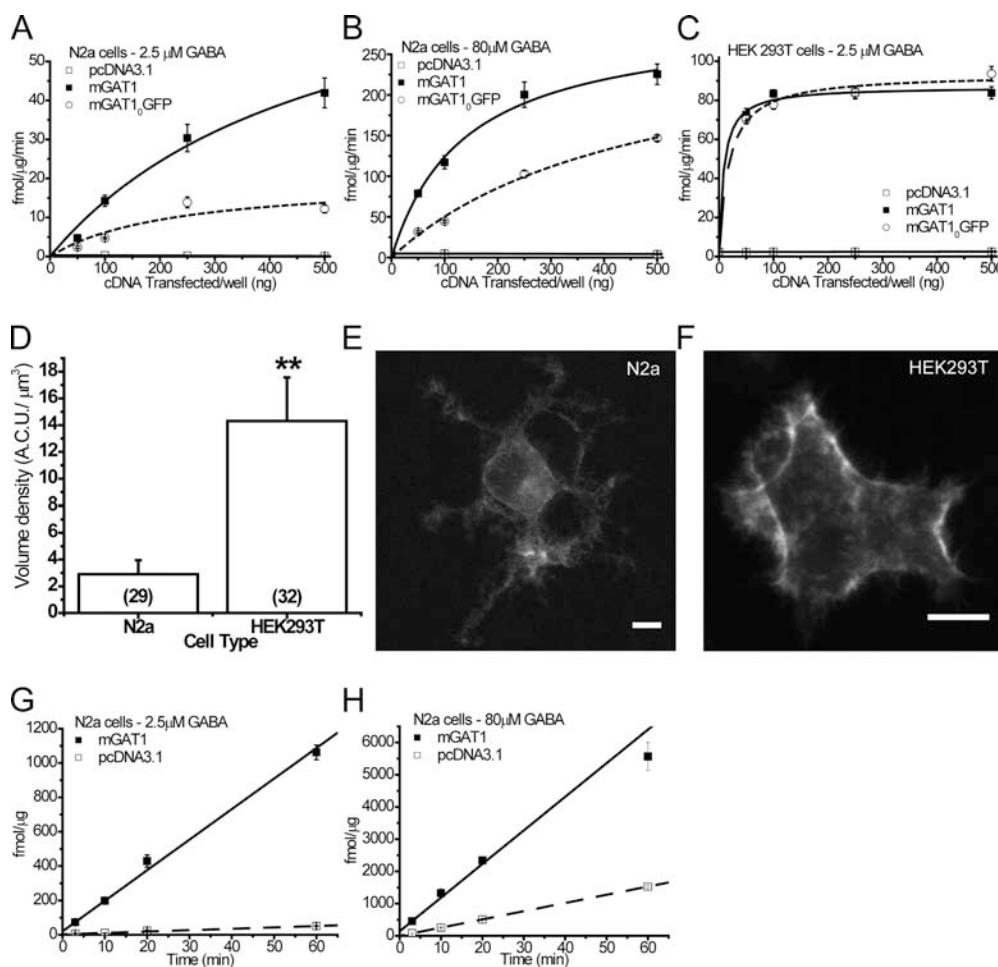 A
N2a cells - 2.5 μM GABA
pcDNA3.1
mGAT1
mGAT1₀GFP
fmol/μg/min
50
40
30
20
10
0
0 100 200 300 400 500
cDNA Transfected/well (ng)
B
N2a cells - 80μM GABA
pcDNA3.1
mGAT1
mGAT1₀GFP
fmol/μg/min
250
200
150
100
50
0
0 100 200 300 400 500
cDNA Transfected/well (ng)
C
HEK 293T cells - 2.5 μM GABA
pcDNA3.1
mGAT1
mGAT1₀GFP
fmol/μg/min
100
80
60
40
20
0
0 100 200 300 400 500
cDNA Transfected/well (ng)
D
Volume density (A.C.U./ μm³)
18
16
14
12
10
8
6
4
2
0
**
(29)
(32)
N2a
HEK293T
Cell Type
E
N2a
F
HEK293T
G
N2a cells - 2.5μM GABA
mGAT1
pcDNA3.1
fmol/μg
1200
1000
800
600
400
200
0
0 10 20 30 40 50 60
Time (min)
H
N2a cells - 80μM GABA
mGAT1
pcDNA3.1
fmol/μg
6000
5000
4000
3000
2000
1000
0
0 10 20 30 40 50 60
Time (min)